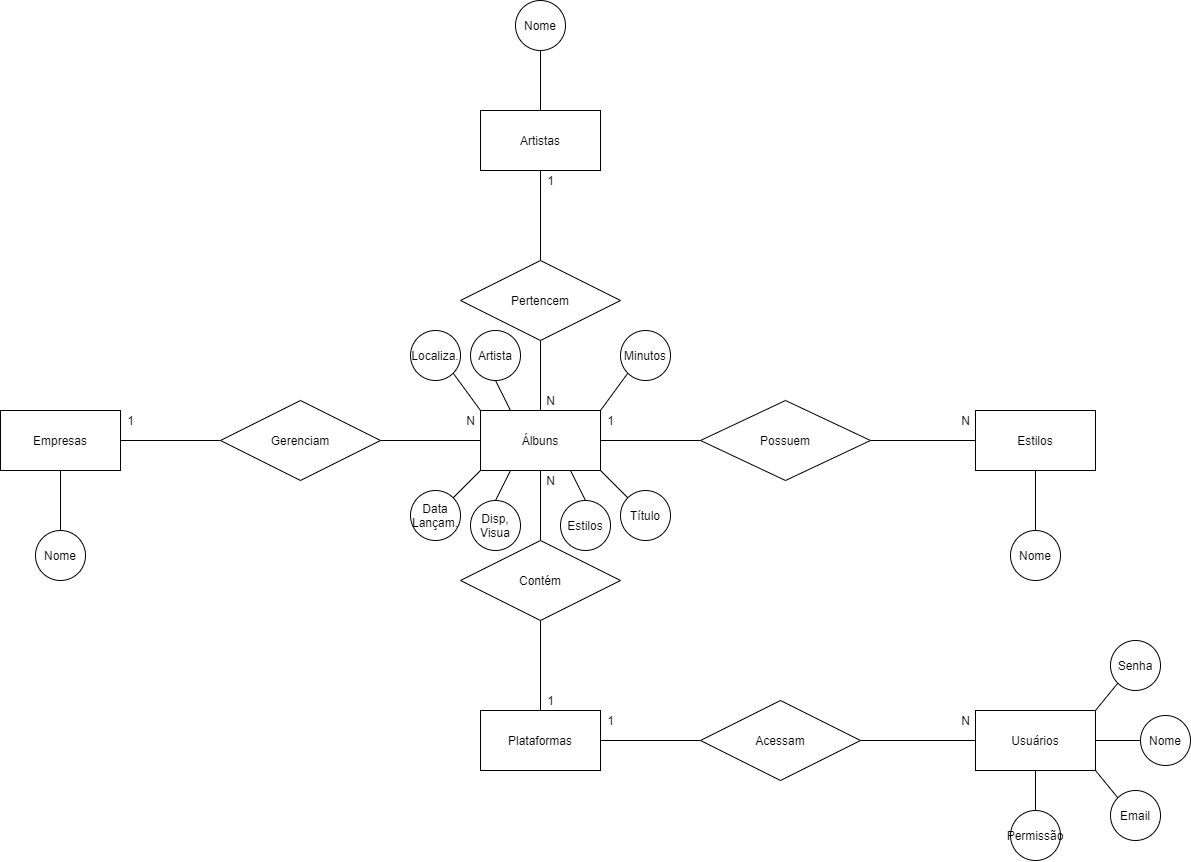 Nome
Artistas
1
Pertencem
Localiza.
Artista
Minutos
N
Empresas
1
Gerenciam
N
Álbuns
1
Possuem
N
Estilos
N
Data
Lançam.
Disp,
Visua
Estilos
Título
Nome
Nome
Contém
1
Plataformas
1
Acessam
N
Usuários
Senha
Nome
Email
Permissão